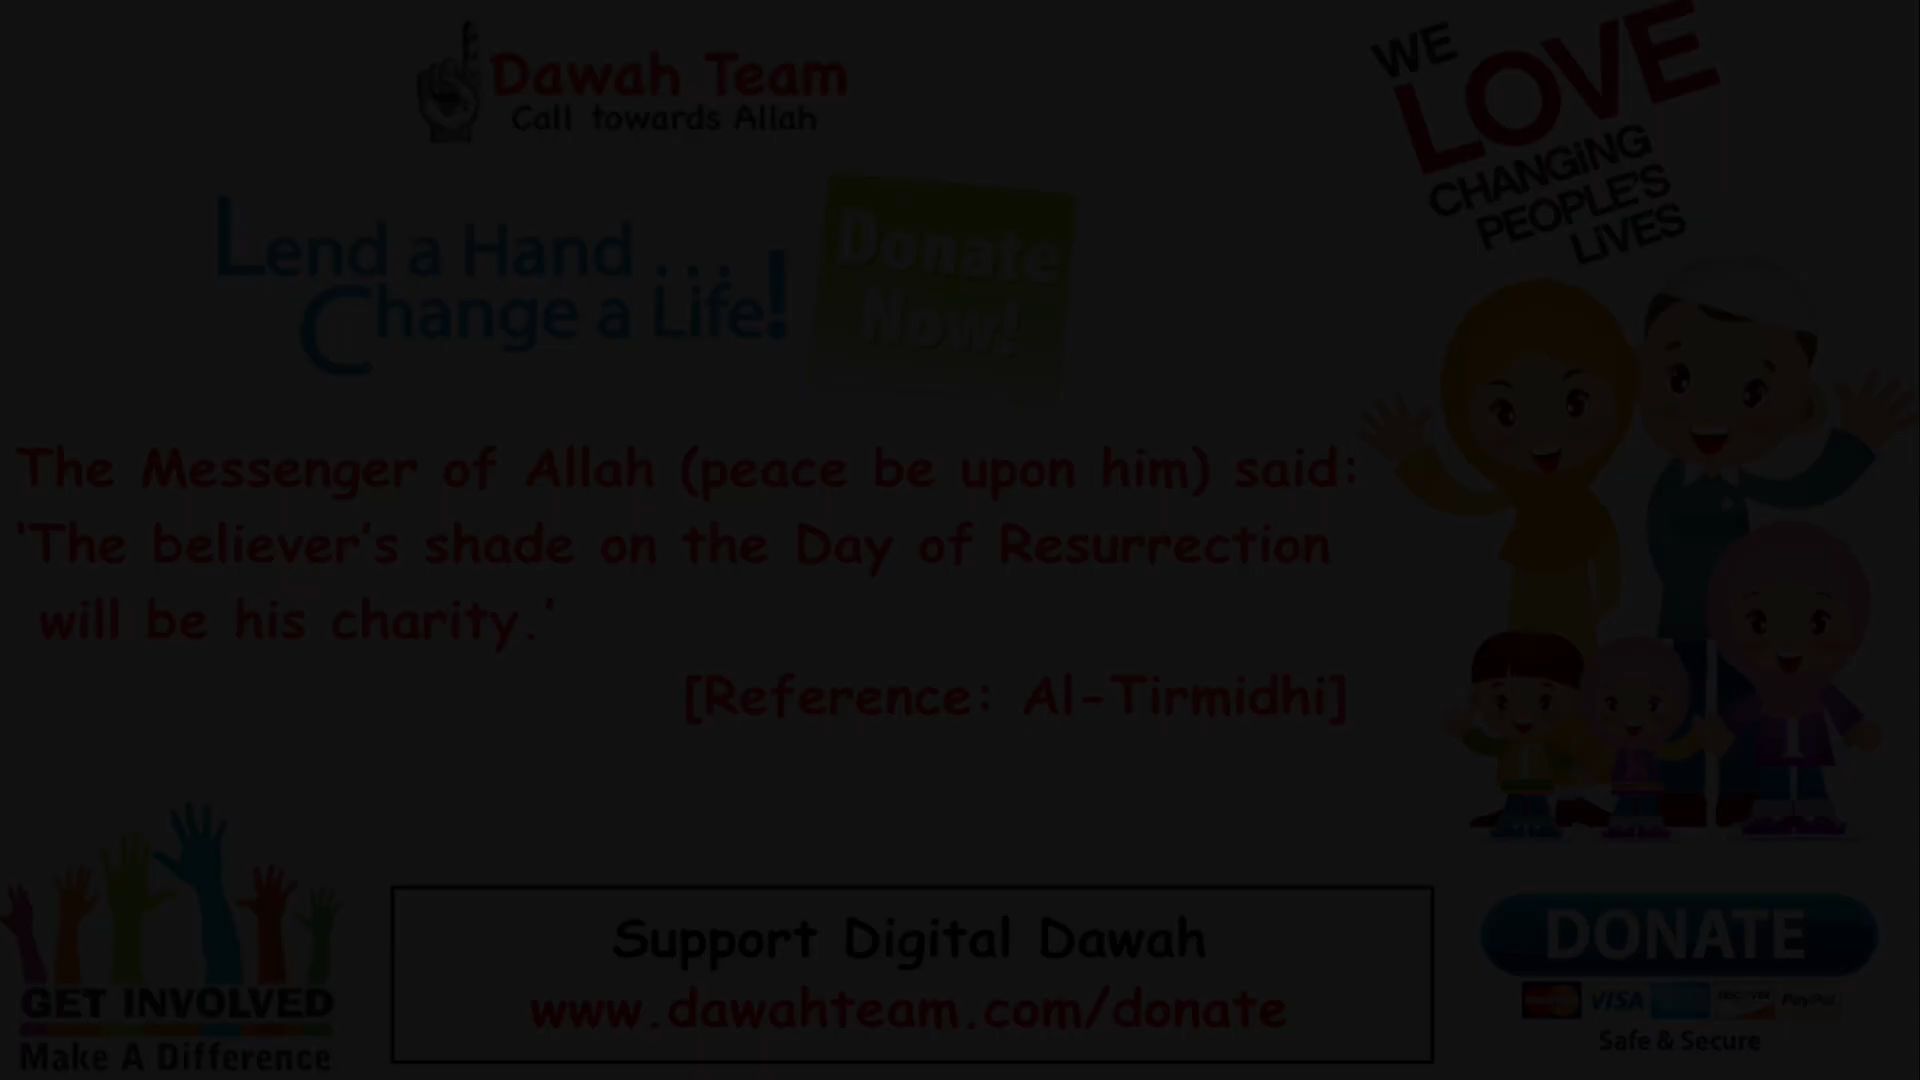 Dawah Team
Call towards Allah
WE
LOVE
CHANGiNG
PEOPLE'S
LIVES
Lend a Hand ...
Change a Life!
Donate
Now!
The Messenger of Allah (peace be upon him) said:
'The believer's shade on the Day of Resurrection
will be his charity.'
[Reference: Al-Tirmidhi]
GET INVOLVED
Make A Difference
Support Digital Dawah
www.dawahteam.com/donate
DONATE
VISA
DISCOVER
PayPal
Safe & Secure